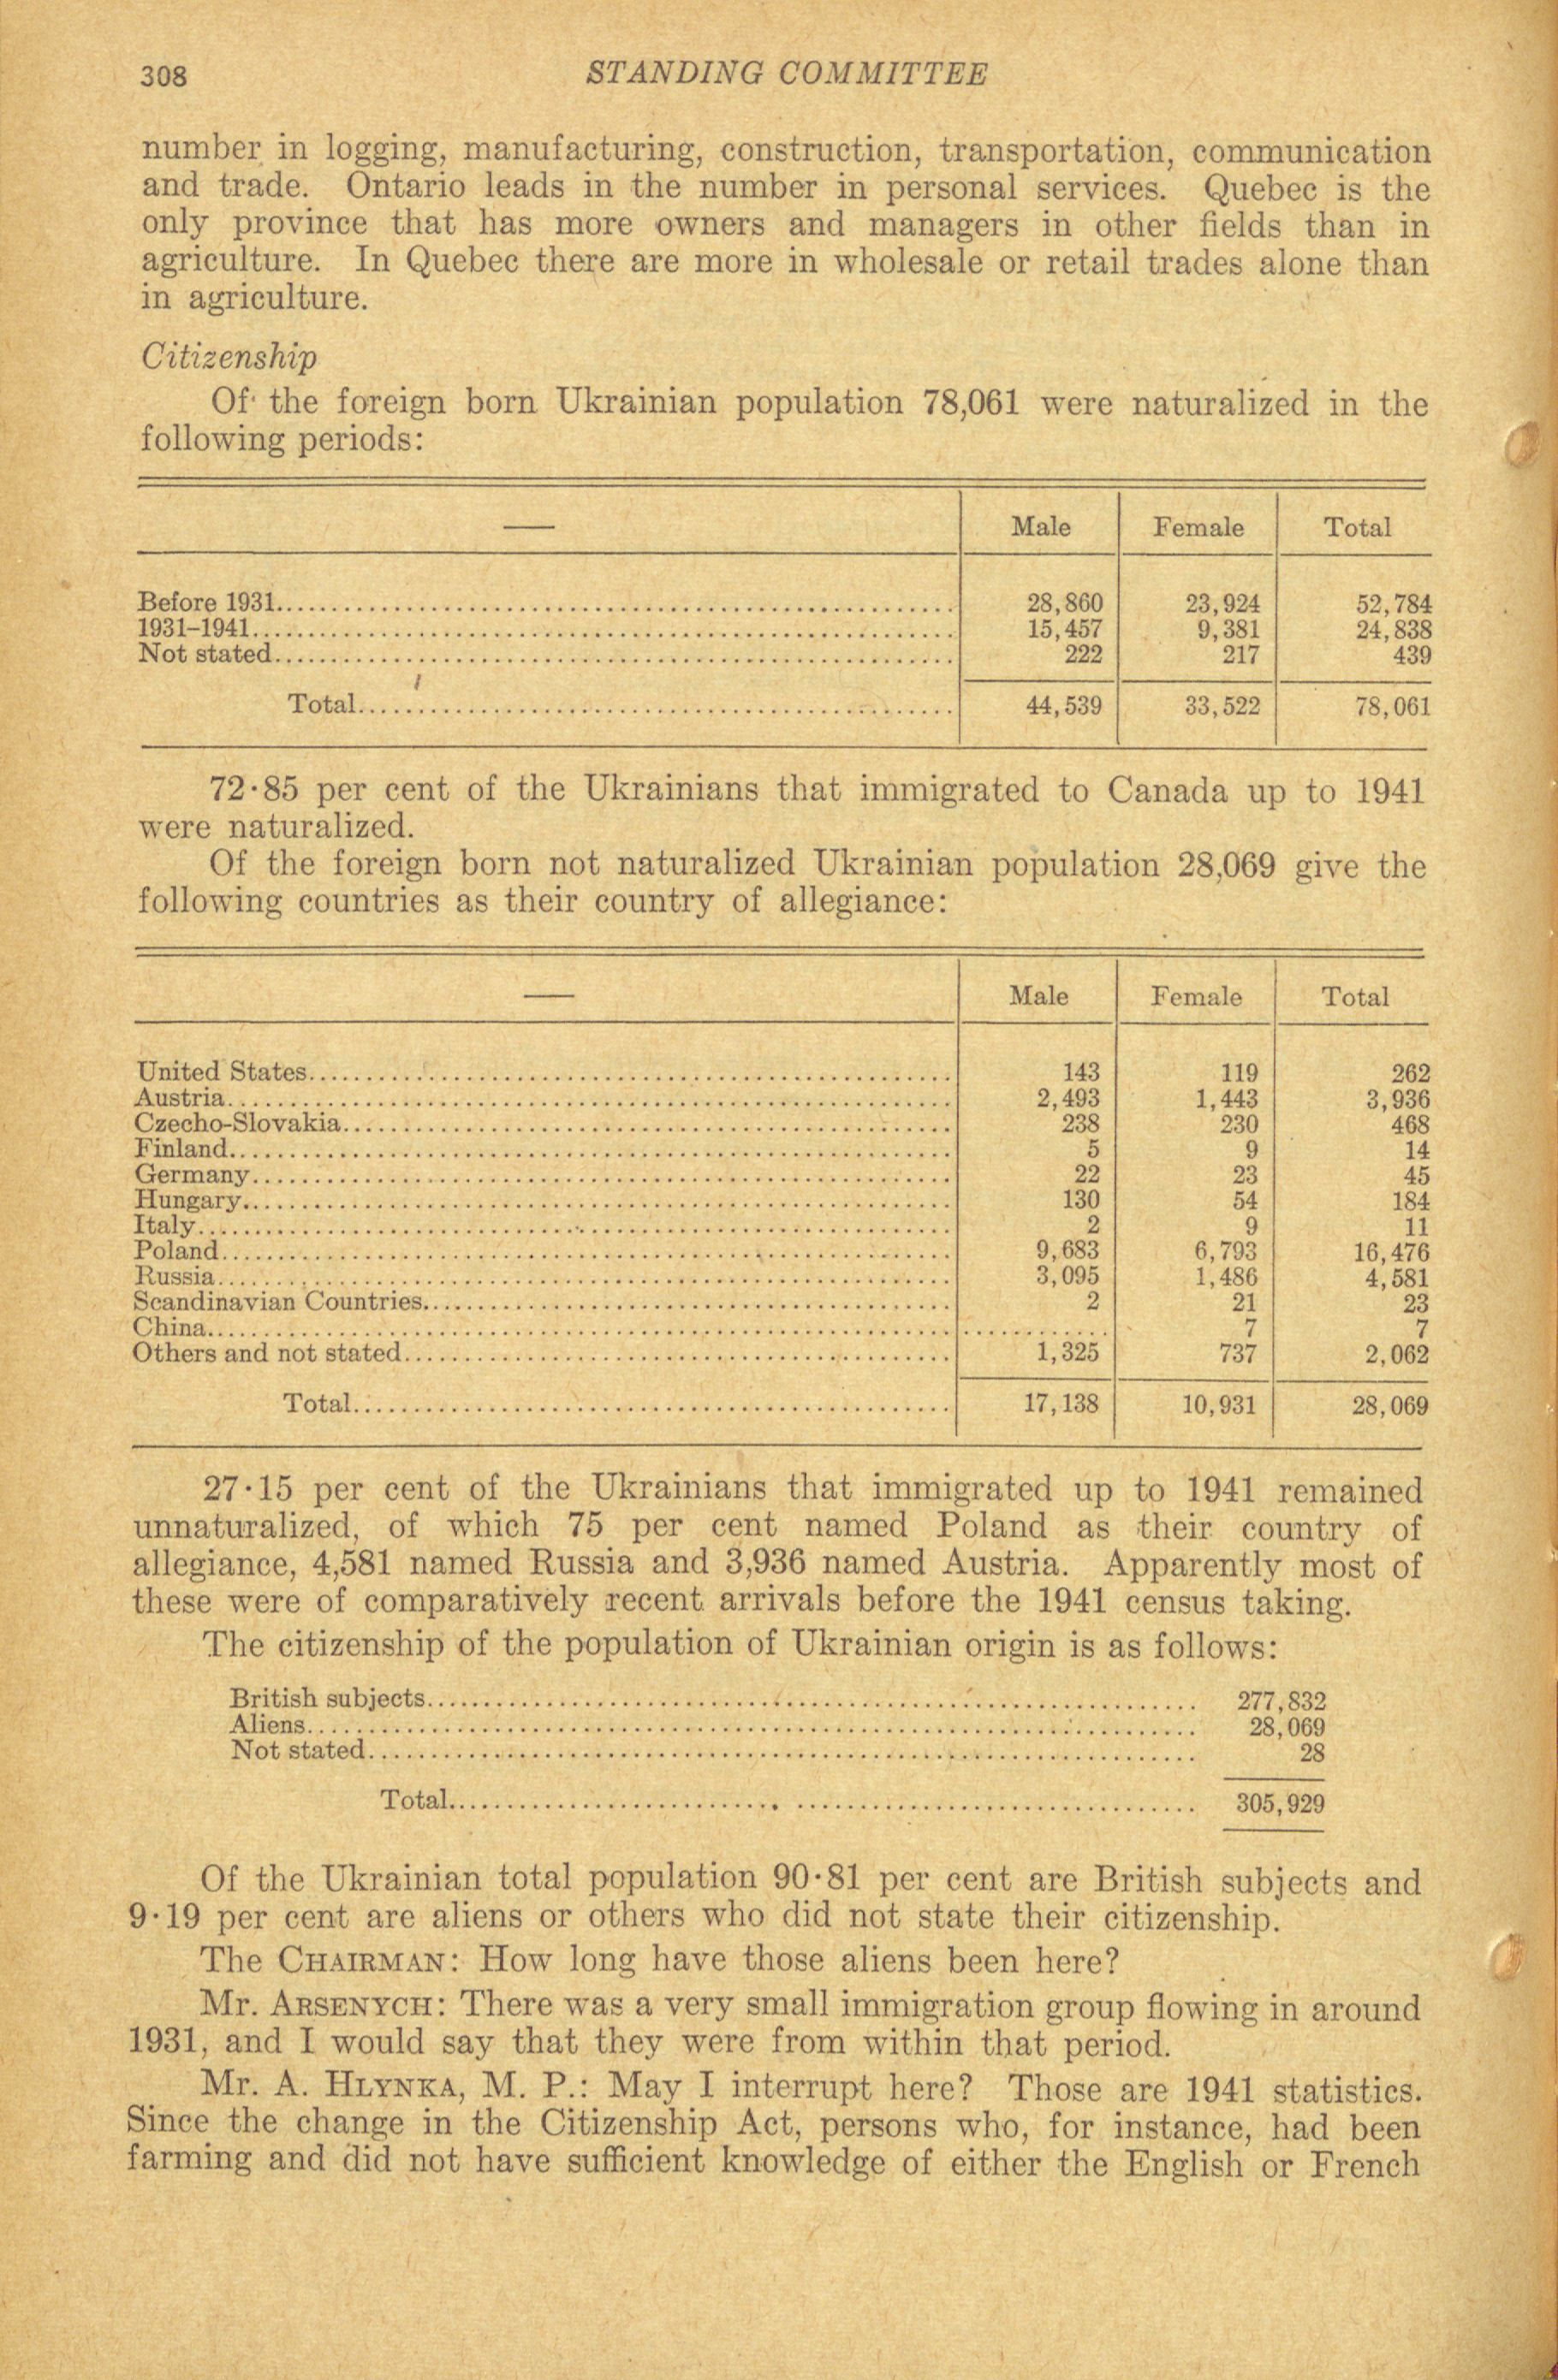 308 STANDING COMMITTEE
number in logging, manufacturing, construction, transportation, communication
and trade. Ontario leads in the number in personal services. Quebec is the
only province that has more owners and managers in other fields than in
agriculture. In Quebec there are more in wholesale or retail trades alone than
in agriculture.
Citizenship
Of the foreign born Ukrainian population 78,061 were naturalized in the
following periods:
— Male Female Total
Before 1931 28,860 23,924 52,784
1931–1941 15,457 9,381 24,838
Not stated 222 217 439
Total 44,539 33,522 78,061
72·85 per cent of the Ukrainians that immigrated to Canada up to 1941
were naturalized.
Of the foreign born not naturalized Ukrainian population 28,069 give the
following countries as their country of allegiance:
— Male Female Total
United States 143 119 262
Austria 2,493 1,443 3,936
Czecho-Slovakia 238 230 468
Finland 5 9 14
Germany 22 23 45
Hungary 130 54 184
Italy 2 9 11
Poland 9,683 6,793 16,476
Russia 3,095 1,486 4,581
Scandinavian Countries 2 21 23
China ............ 7 7
Others and not stated 1,325 737 2,062
Total 17,138 10,931 28,069
27·15 per cent of the Ukrainians that immigrated up to 1941 remained
unnaturalized, of which 75 per cent named Poland as their country of
allegiance, 4,581 named Russia and 3,936 named Austria. Apparently most of
these were of comparatively recent arrivals before the 1941 census taking.
The citizenship of the population of Ukrainian origin is as follows:
British subjects 277,832
Aliens 28,069
Not stated 28
Total 305,929
Of the Ukrainian total population 90·81 per cent are British subjects and
9·19 per cent are aliens or others who did not state their citizenship.
The CHAIRMAN: How long have those aliens been here?
Mr. ARSENYCH: There was a very small immigration group flowing in around
1931, and I would say that they were from within that period.
Mr. A. HLYNKA, M. P.: May I interrupt here? Those are 1941 statistics.
Since the change in the Citizenship Act, persons who, for instance, had been
farming and did not have sufficient knowledge of either the English or French